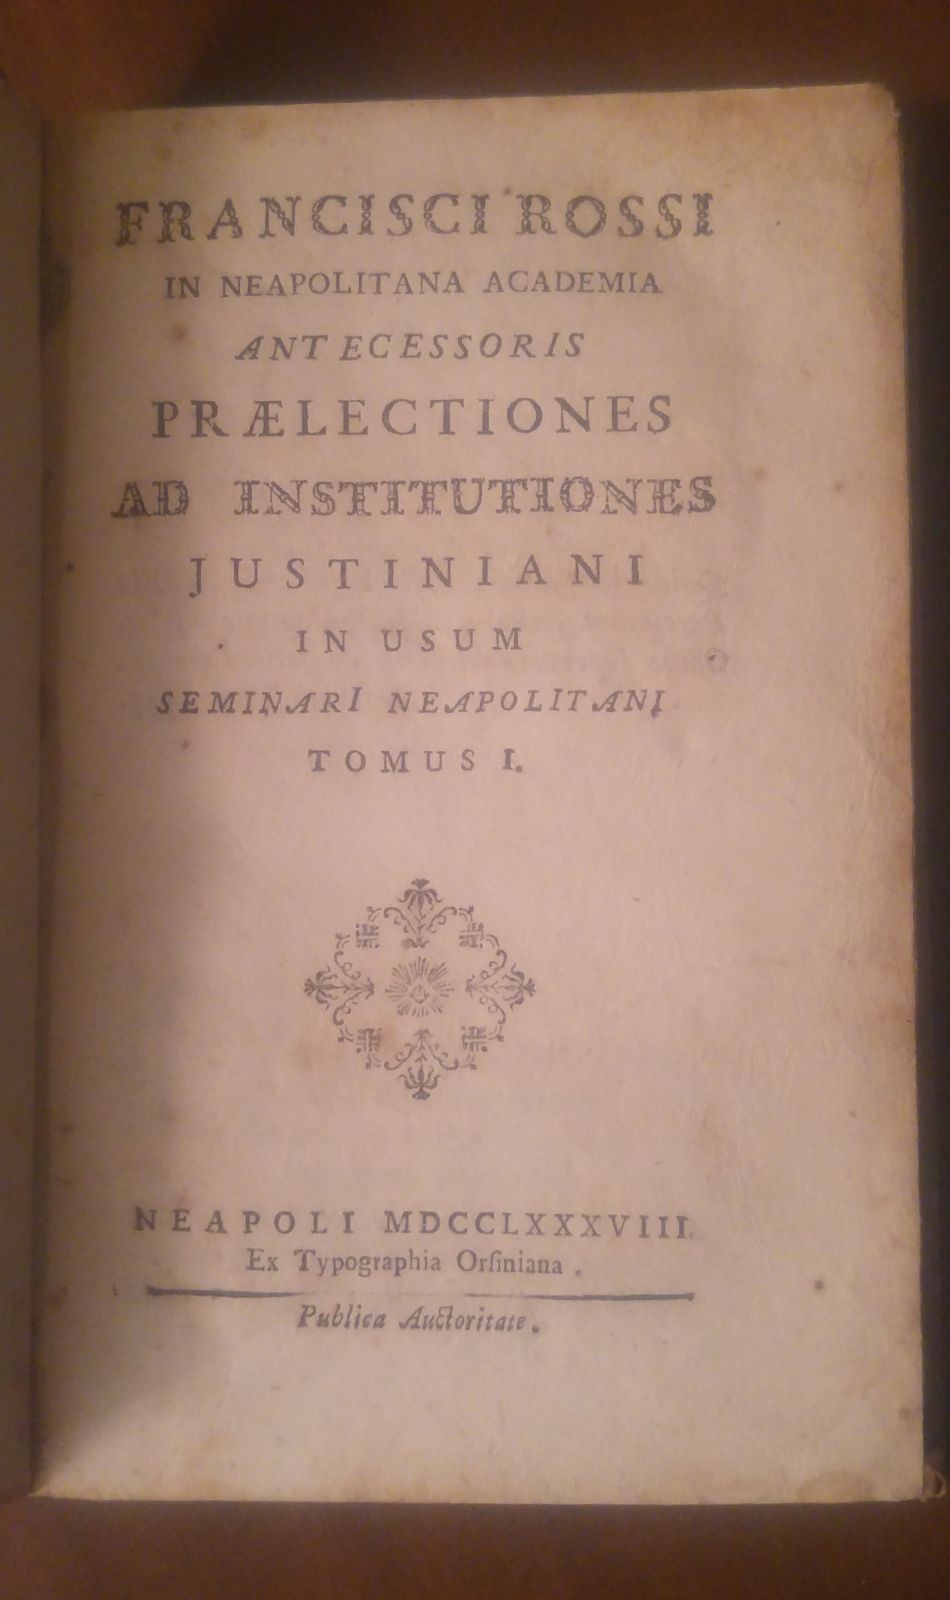 FRANCISCI ROSSI
IN NEAPOLITANA ACADEMIA
ANTECESSORIS
PRÆLECTIONES
AD INSTITUTIONES
JUSTINIANI
IN USUM
SEMINARI NEAPOLITANI
TOMUS I.
NEAPOLI MDCCLXXXVIII.
Ex Typographia Orſiniana .
Publica Auctoritate .